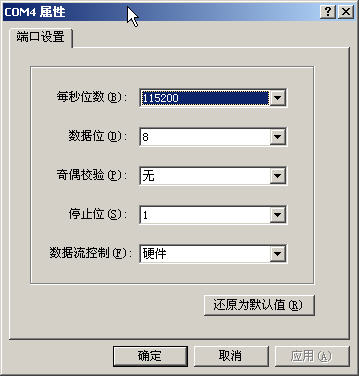 COM4 属性
端口设置
每秒位数(B): 115200
数据位(D): 8
奇偶校验(P): 无
停止位(S): 1
数据流控制(F): 硬件
还原为默认值(R)
确定 取消 应用(A)